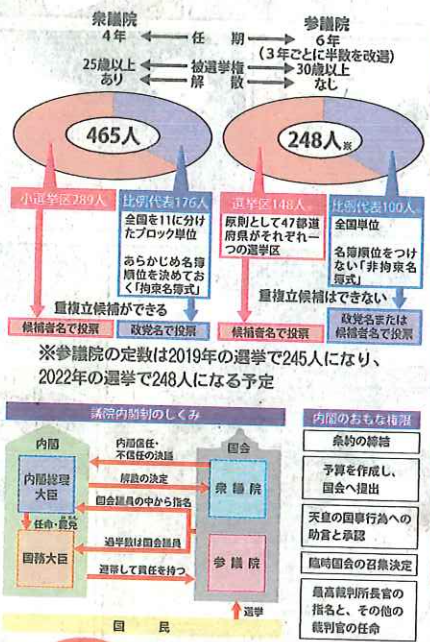 衆議院
参議院
4年 任期 6年
(3年ごとに半数を改選)
25歳以上 被選挙権 30歳以上
あり 解散 なし
465人
248人※
小選挙区289人
比例代表176人
全国を11に分け
たブロック単位
あらかじめ名簿
順位を決めてお
く「拘束名簿式」
選挙区148人
原則として47都道
府県がそれぞれ一
つの選挙区
比例代表100人
全国単位
名簿順位をつけ
ない「非拘束名
簿式」
重複立候補ができる
重複立候補はできない
候補者名で投票
政党名で投票
候補者名で投票
政党名または
候補者名で投票
※参議院の定数は2019年の選挙で245人になり、
2022年の選挙で248人になる予定
議院内閣制のしくみ
内閣
国会
内閣信任・
不信任の決議
内閣総理
大臣
解散の決定
衆議院
国会議員の中から指名
任命・罷免
国務大臣
過半数は国会議員
参議院
連帯して責任を持つ
選挙
国民
内閣のおもな権限
条約の締結
予算を作成し、
国会へ提出
天皇の国事行為への
助言と承認
臨時国会の召集決定
最高裁判所長官の
指名と、その他の
裁判官の任命